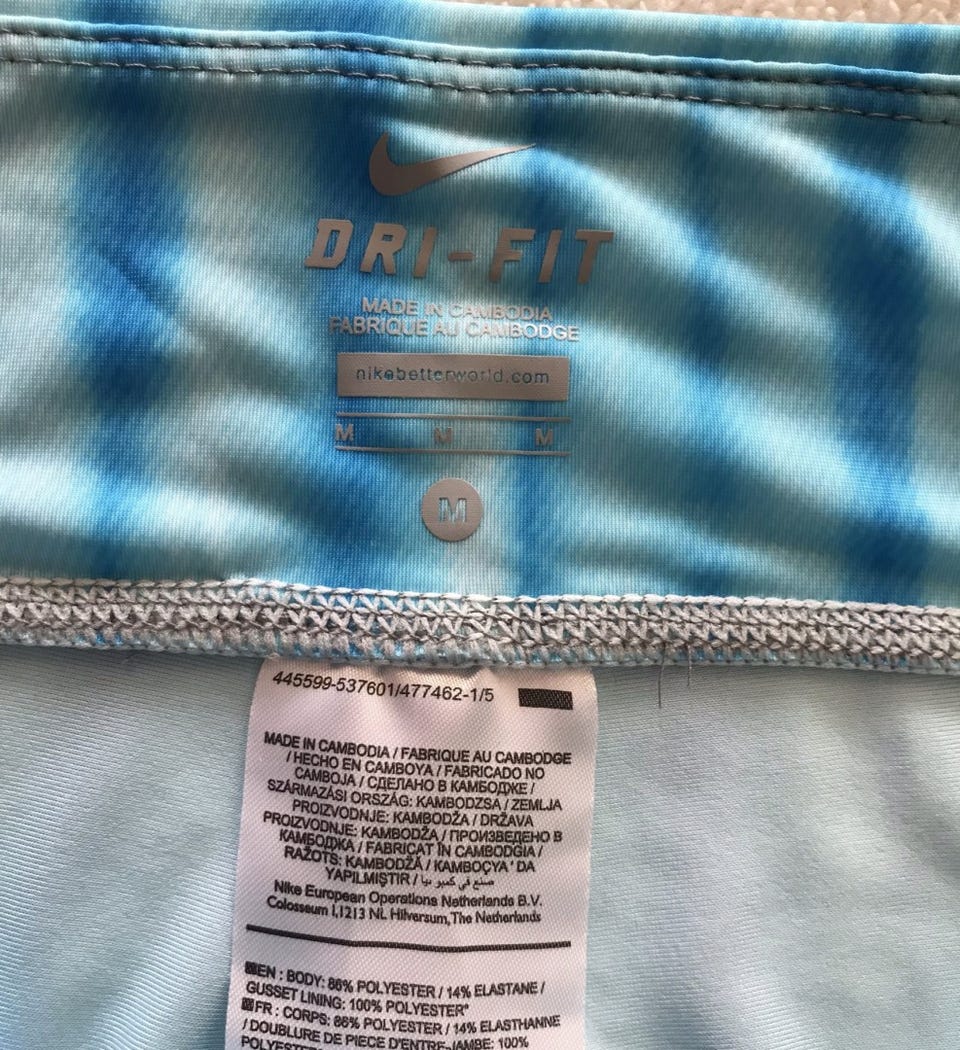 DRI-FIT
MADE IN CAMBODIA
FABRIQUE AU CAMBODGE
nikebetterworld.com
M M M
M
445599-537601/477462-1/5
MADE IN CAMBODIA / FABRIQUE AU CAMBODGE
/ HECHO EN CAMBOYA / FABRICADO NO
CAMBOJA / СДЕЛАНО В КАМБОДЖЕ /
SZÁRMAZÁSI ORSZÁG: KAMBODZSA / ZEMLJA
PROIZVODNJE: KAMBODŽA / DRŽAVA
PROIZVODNJE: KAMBODŽA / ПРОИЗВЕДЕНО В
КАМБОДЖА / FABRICAT ÎN CAMBODGIA /
RAŽOTS: KAMBODŽĀ / KAMBOÇYA ' DA
YAPILMIŞTIR / صنع في كمبو ديا
Nike European Operations Netherlands B.V.
Colosseum 1,1213 NL Hilversum,The Netherlands
EN : BODY: 86% POLYESTER / 14% ELASTANE /
GUSSET LINING: 100% POLYESTER*
FR : CORPS: 86% POLYESTER / 14% ELASTHANNE
/ DOUBLURE DE PIECE D'ENTRE-JAMBE: 100%
POLYESTER